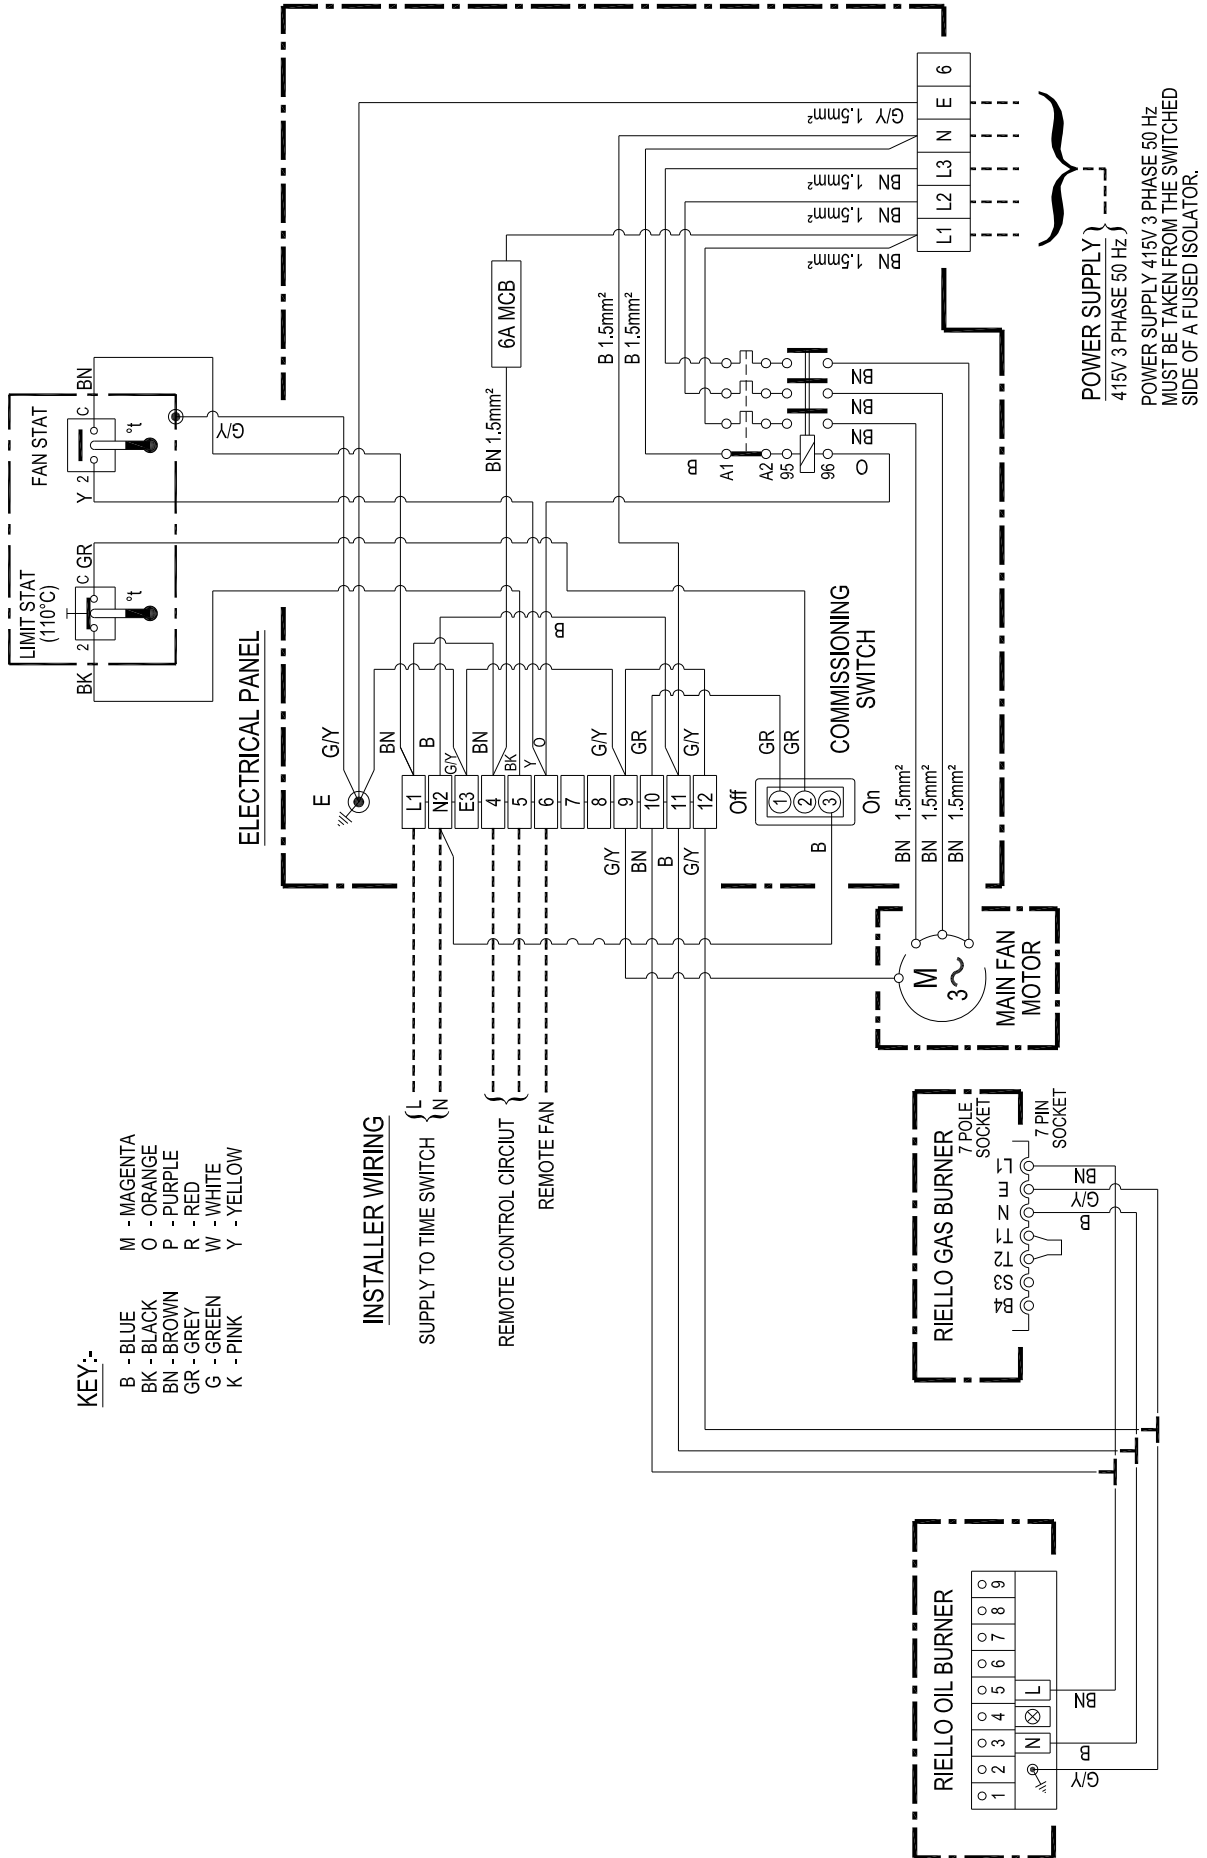 FAN STAT
BN
C
2
Y
°t
G/Y
LIMIT STAT
(110°C)
GR
C
2
BK
°t
ELECTRICAL PANEL
6
E
N
L3
L2
L1
G/Y 1.5mm²
BN 1.5mm²
BN 1.5mm²
BN 1.5mm²
POWER SUPPLY
415V 3 PHASE 50 Hz
POWER SUPPLY 415V 3 PHASE 50 Hz
MUST BE TAKEN FROM THE SWITCHED
SIDE OF A FUSED ISOLATOR.
6A MCB
BN 1.5mm²
B 1.5mm²
B 1.5mm²
B
A1
A2
95
96
O
BN
BN
BN
E
G/Y
BN
B
G/Y
BN
BK
Y
O
G/Y
GR
B
G/Y
L1
N2
E3
4
5
6
7
8
9
10
11
12
G/Y
BN
B
G/Y
COMMISSIONING
SWITCH
GR
GR
Off
1
2
3
On
B
BN 1.5mm²
BN 1.5mm²
BN 1.5mm²
M
3
MAIN FAN
MOTOR
INSTALLER WIRING
SUPPLY TO TIME SWITCH
L
N
REMOTE CONTROL CIRCIUT
REMOTE FAN
KEY:-
B - BLUE
BK - BLACK
BN - BROWN
GR - GREY
G - GREEN
K - PINK
M - MAGENTA
O - ORANGE
P - PURPLE
R - RED
W - WHITE
Y - YELLOW
RIELLO GAS BURNER
7 POLE
SOCKET
7 PIN
SOCKET
L1
E
N
T1
T2
S3
B4
BN
G/Y
B
RIELLO OIL BURNER
1
2
3
4
5
6
7
8
9
N
L
BN
B
G/Y